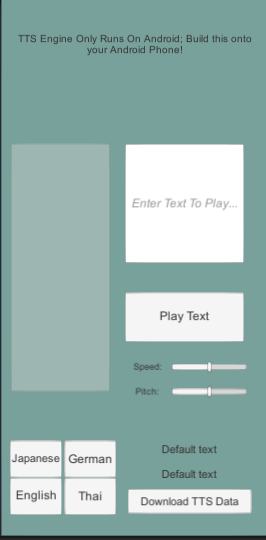 TTS Engine Only Runs On Android; Build this onto
your Android Phone!
Enter Text To Play...
Play Text
Speed:
Pitch:
Japanese
German
English
Thai
Default text
Default text
Download TTS Data